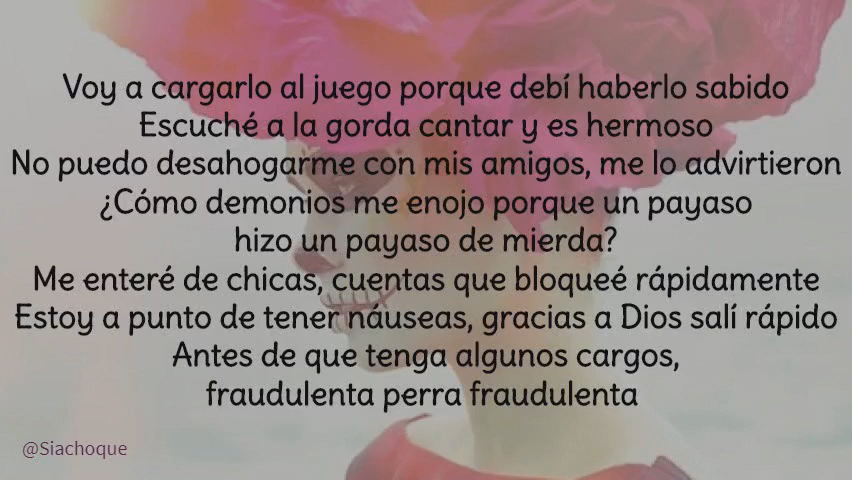 Voy a cargarlo al juego porque debí haberlo sabido
Escuché a la gorda cantar y es hermoso
No puedo desahogarme con mis amigos, me lo advirtieron
¿Cómo demonios me enojo porque un payaso
hizo un payaso de mierda?
Me enteré de chicas, cuentas que bloqueé rápidamente
Estoy a punto de tener náuseas, gracias a Dios salí rápido
Antes de que tenga algunos cargos,
fraudulenta perra fraudulenta
@Siachoque